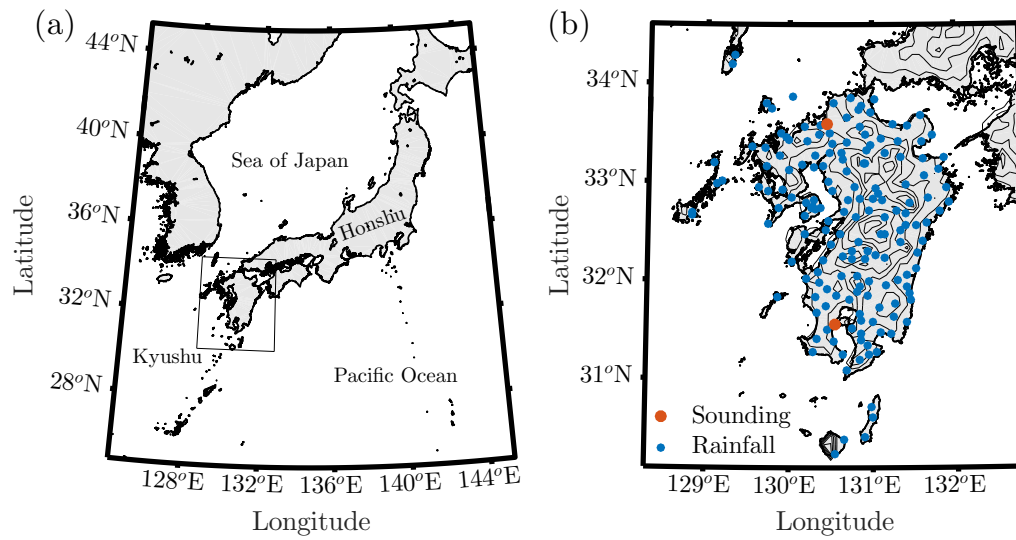 (a)
44°N
40°N
36°N
32°N
28°N
Latitude
Sea of Japan
Honshu
Kyushu
Pacific Ocean
128°E
132°E
136°E
140°E
144°E
Longitude
(b)
34°N
33°N
32°N
31°N
Latitude
Sounding
Rainfall
129°E
130°E
131°E
132°E
Longitude